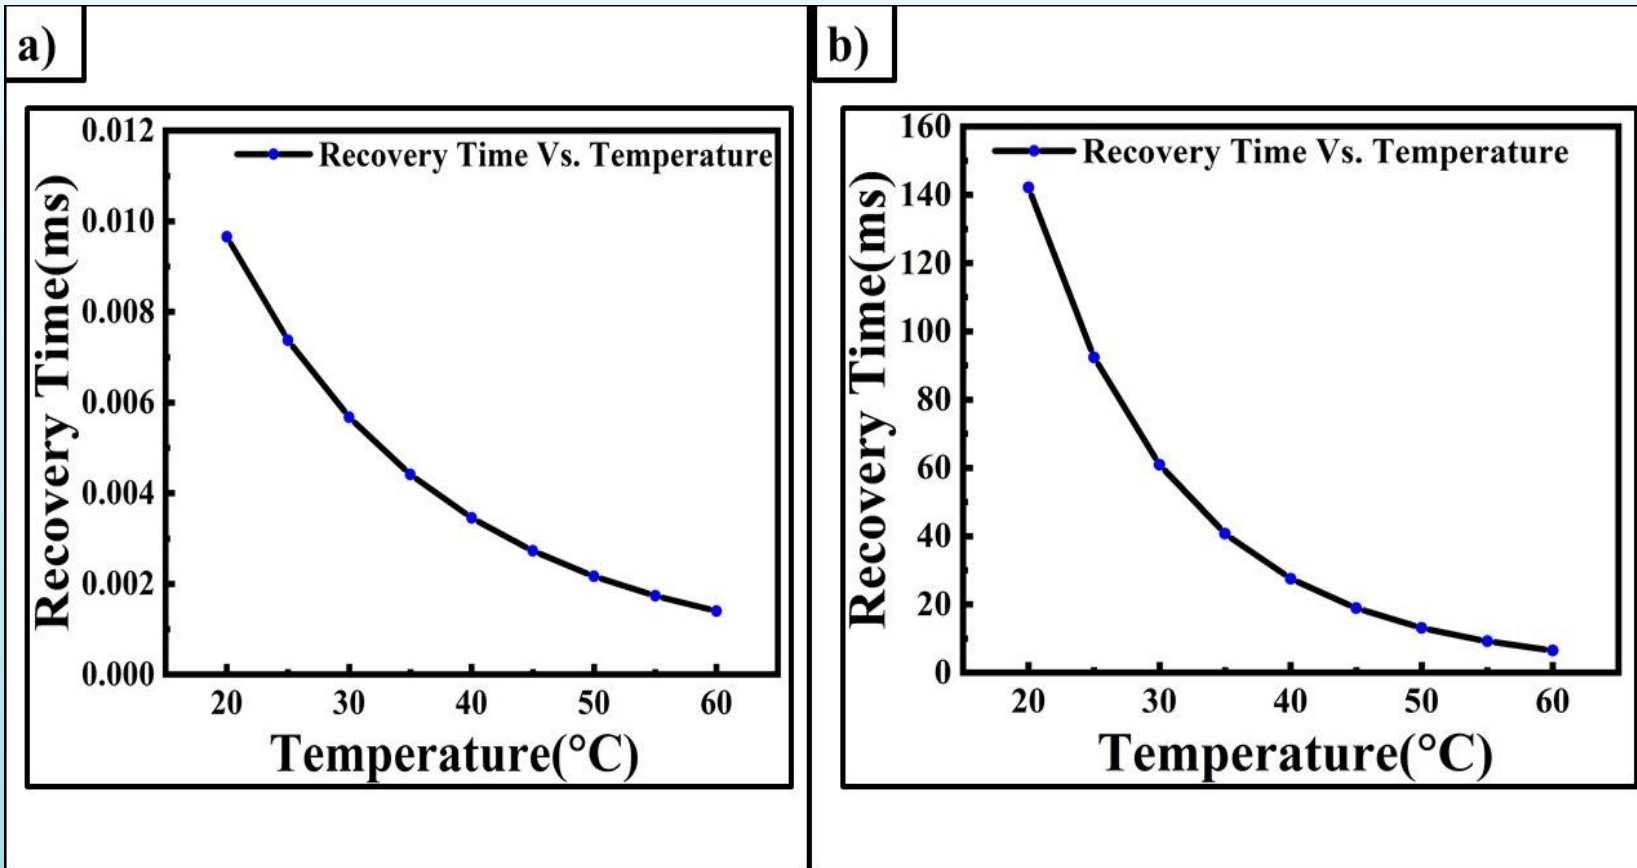 a)
Recovery Time Vs. Temperature
Recovery Time(ms)
0.012
0.010
0.008
0.006
0.004
0.002
0.000
20 30 40 50 60
Temperature(°C)
b)
Recovery Time Vs. Temperature
Recovery Time(ms)
160
140
120
100
80
60
40
20
0
20 30 40 50 60
Temperature(°C)